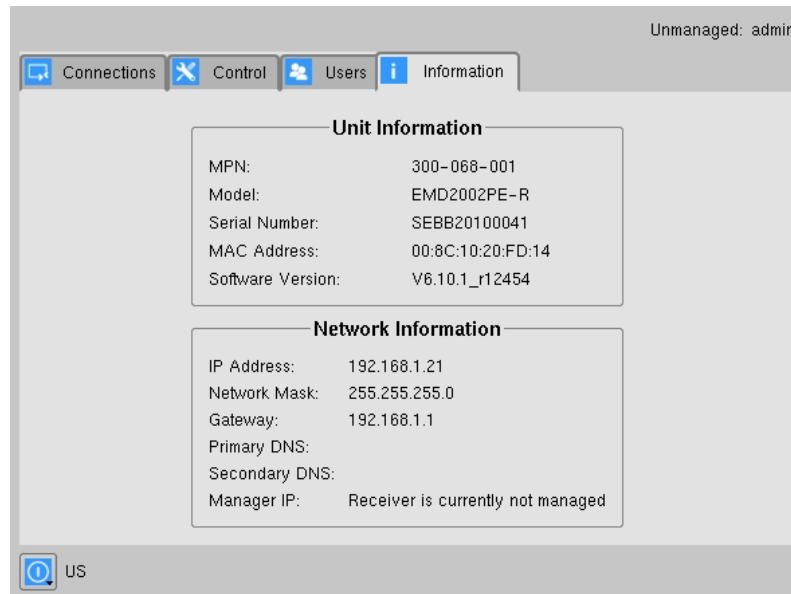 Unmanaged: admin
Connections Control Users Information
Unit Information
MPN: 300-068-001
Model: EMD2002PE-R
Serial Number: SEBB20100041
MAC Address: 00:8C:10:20:FD:14
Software Version: V6.10.1_r12454
Network Information
IP Address: 192.168.1.21
Network Mask: 255.255.255.0
Gateway: 192.168.1.1
Primary DNS:
Secondary DNS:
Manager IP: Receiver is currently not managed
US